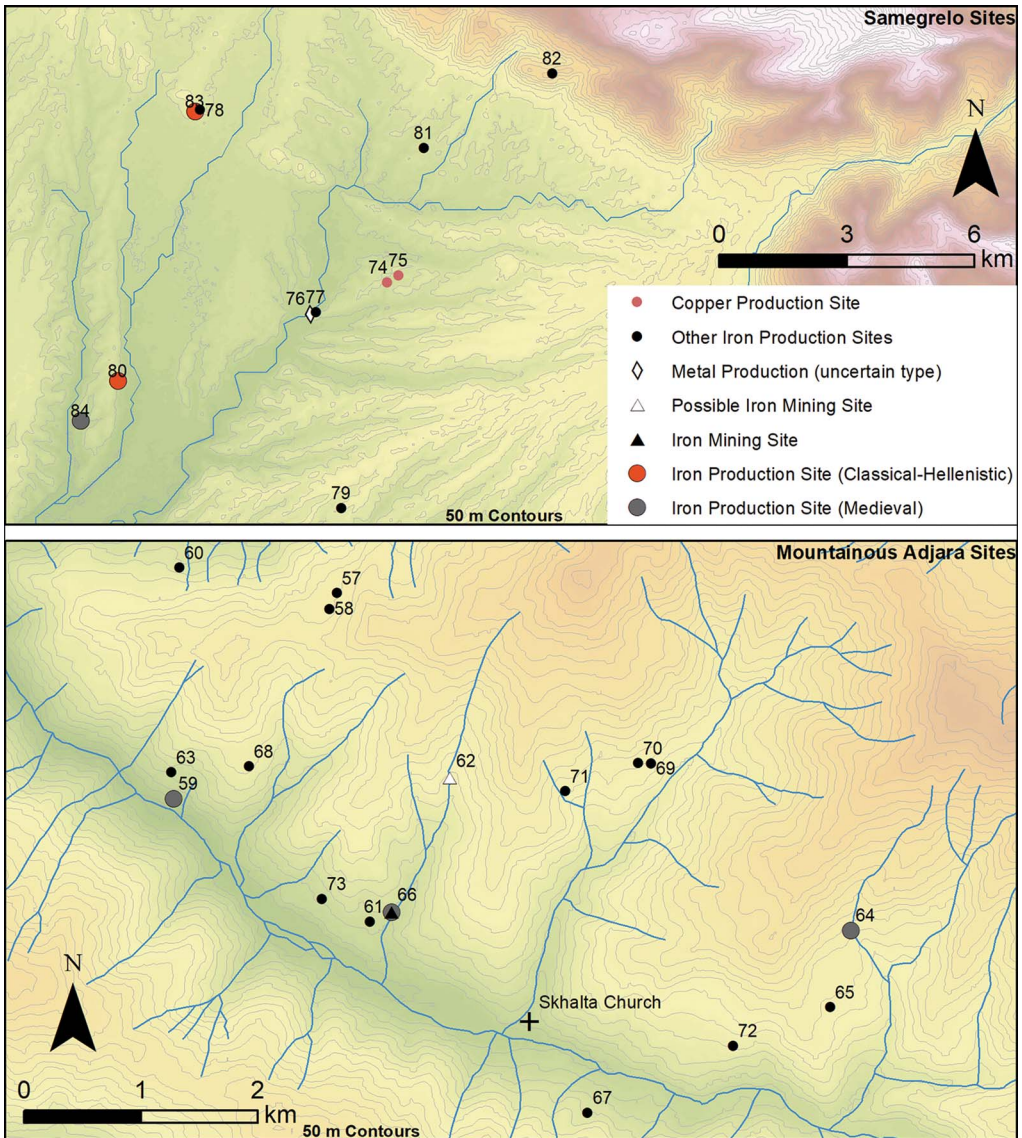 Samegrelo Sites
82
83
78
81
N
0 3 6
km
74 75
76 77
80
84
79
Copper Production Site
Other Iron Production Sites
Metal Production (uncertain type)
Possible Iron Mining Site
Iron Mining Site
Iron Production Site (Classical-Hellenistic)
Iron Production Site (Medieval)
50 m Contours
Mountainous Adjara Sites
60
57
58
63
68
62
70
69
71
59
73
61
66
64
N
Skhalta Church
65
72
0 1 2
km
67
50 m Contours